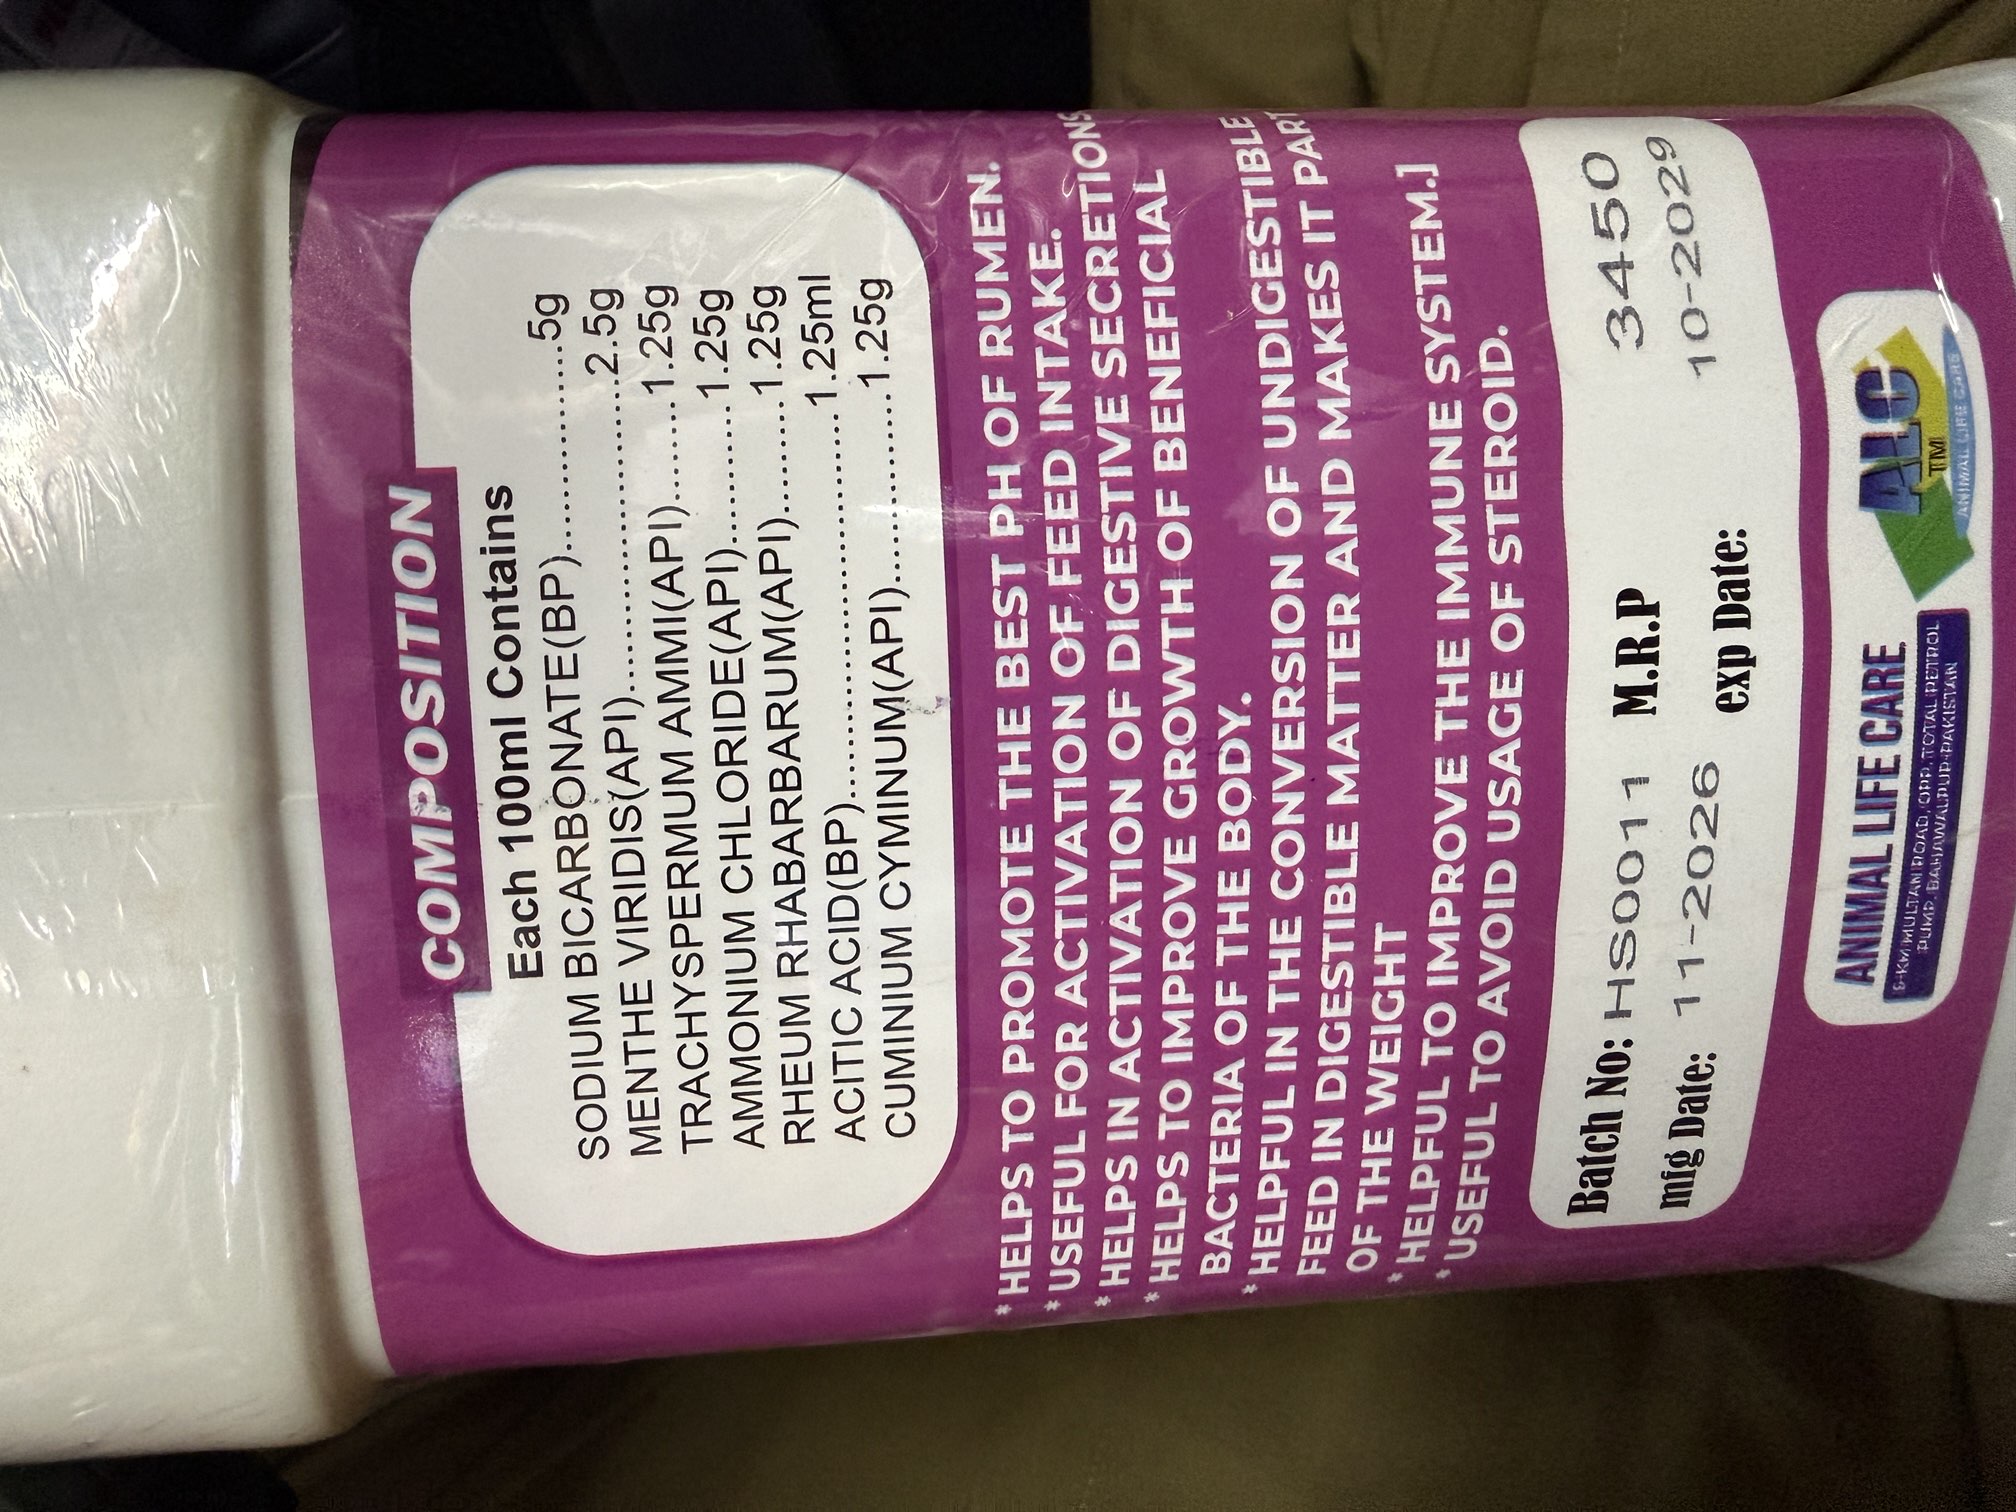 COMPOSITION
Each 100ml Contains
SODIUM BICARBONATE(BP)................5g
MENTHE VIRIDIS(API)........................2.5g
TRACHYSPERMUM AMMI(API)........1.25g
AMMONIUM CHLORIDE(API)...........1.25g
RHEUM RHABARBARUM(API).........1.25g
ACITIC ACID(BP)..............................1.25ml
CUMINIUM CYMINUM(API)...............1.25g
* HELPS TO PROMOTE THE BEST PH OF RUMEN.
* USEFUL FOR ACTIVATION OF FEED INTAKE.
* HELPS IN ACTIVATION OF DIGESTIVE SECRETIONS
* HELPS TO IMPROVE GROWTH OF BENEFICIAL
BACTERIA OF THE BODY.
* HELPFUL IN THE CONVERSION OF UNDIGESTIBLE
FEED IN DIGESTIBLE MATTER AND MAKES IT PART
OF THE WEIGHT
* HELPFUL TO IMPROVE THE IMMUNE SYSTEM.]
* USEFUL TO AVOID USAGE OF STEROID.
Batch No: HS0011 M.R.P 3450
mfg Date: 11-2026 exp Date: 10-2029
ANIMAL LIFE CARE
5-KM MULTAN ROAD, OPP. TOTAL PETROL
PUMP. BAHAWALPUR-PAKISTAN
ALC
TM
ANIMAL LIFE CARE